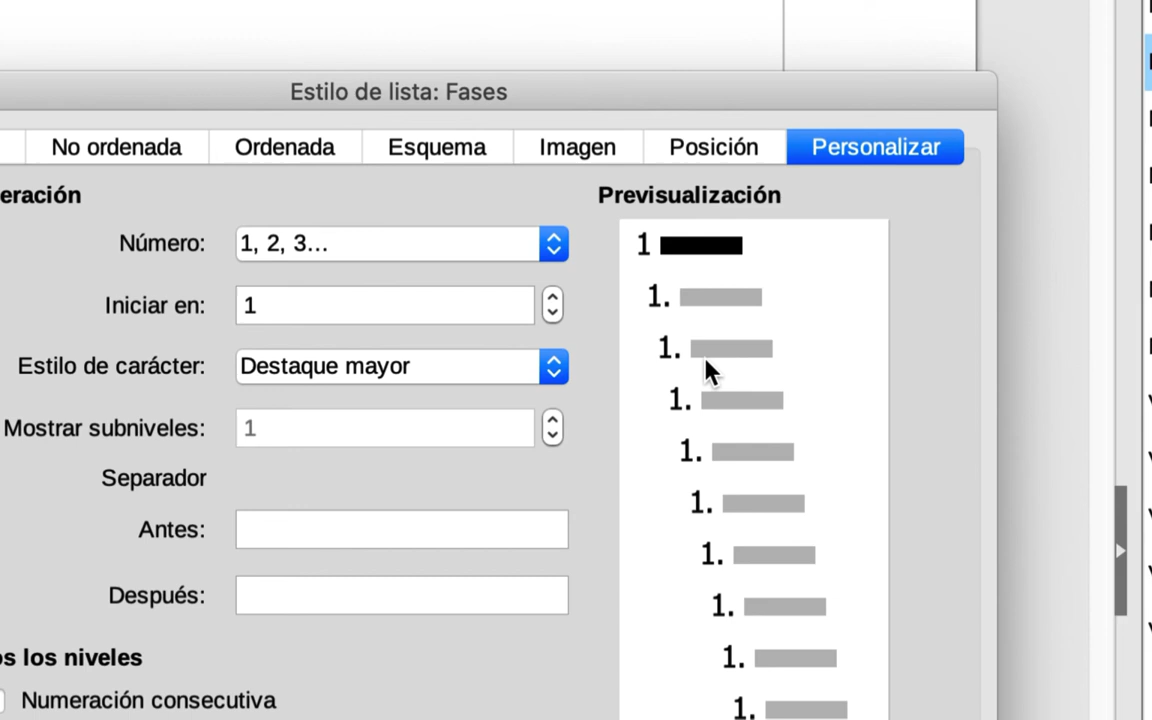 Estilo de lista: Fases
No ordenada Ordenada Esquema Imagen Posición Personalizar
eración Previsualización
Número: 1, 2, 3...
Iniciar en: 1
Estilo de carácter: Destaque mayor
Mostrar subniveles: 1
Separador
Antes:
Después:
os los niveles
Numeración consecutiva
1
1.
1.
1.
1.
1.
1.
1.
1.
1.